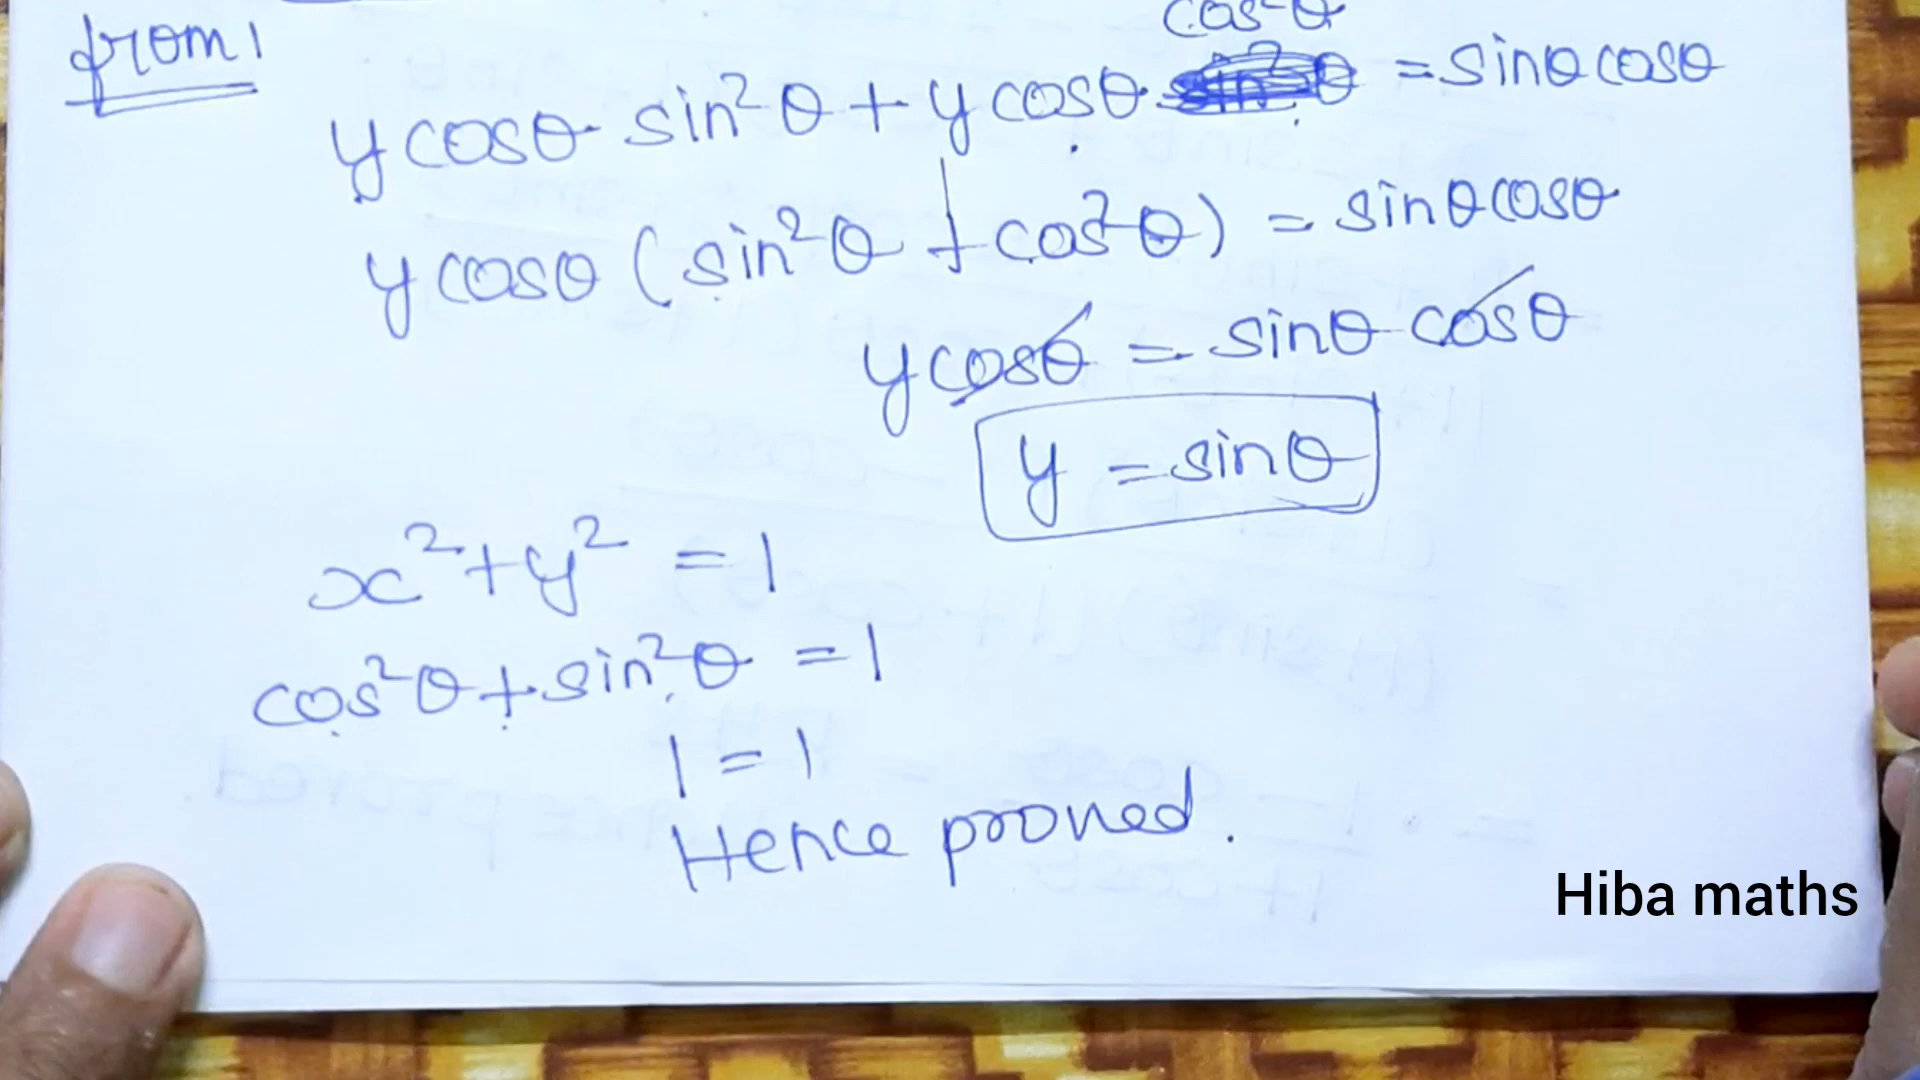 from 1
cos²θ
y cosθ sin²θ + y cosθ = sinθ cosθ
y cosθ (sin²θ + cos²θ) = sinθ cosθ
y cosθ = sinθ cosθ
y = sinθ
x² + y² = 1
cos²θ + sin²θ = 1
1 = 1
Hence proved.
Hiba maths